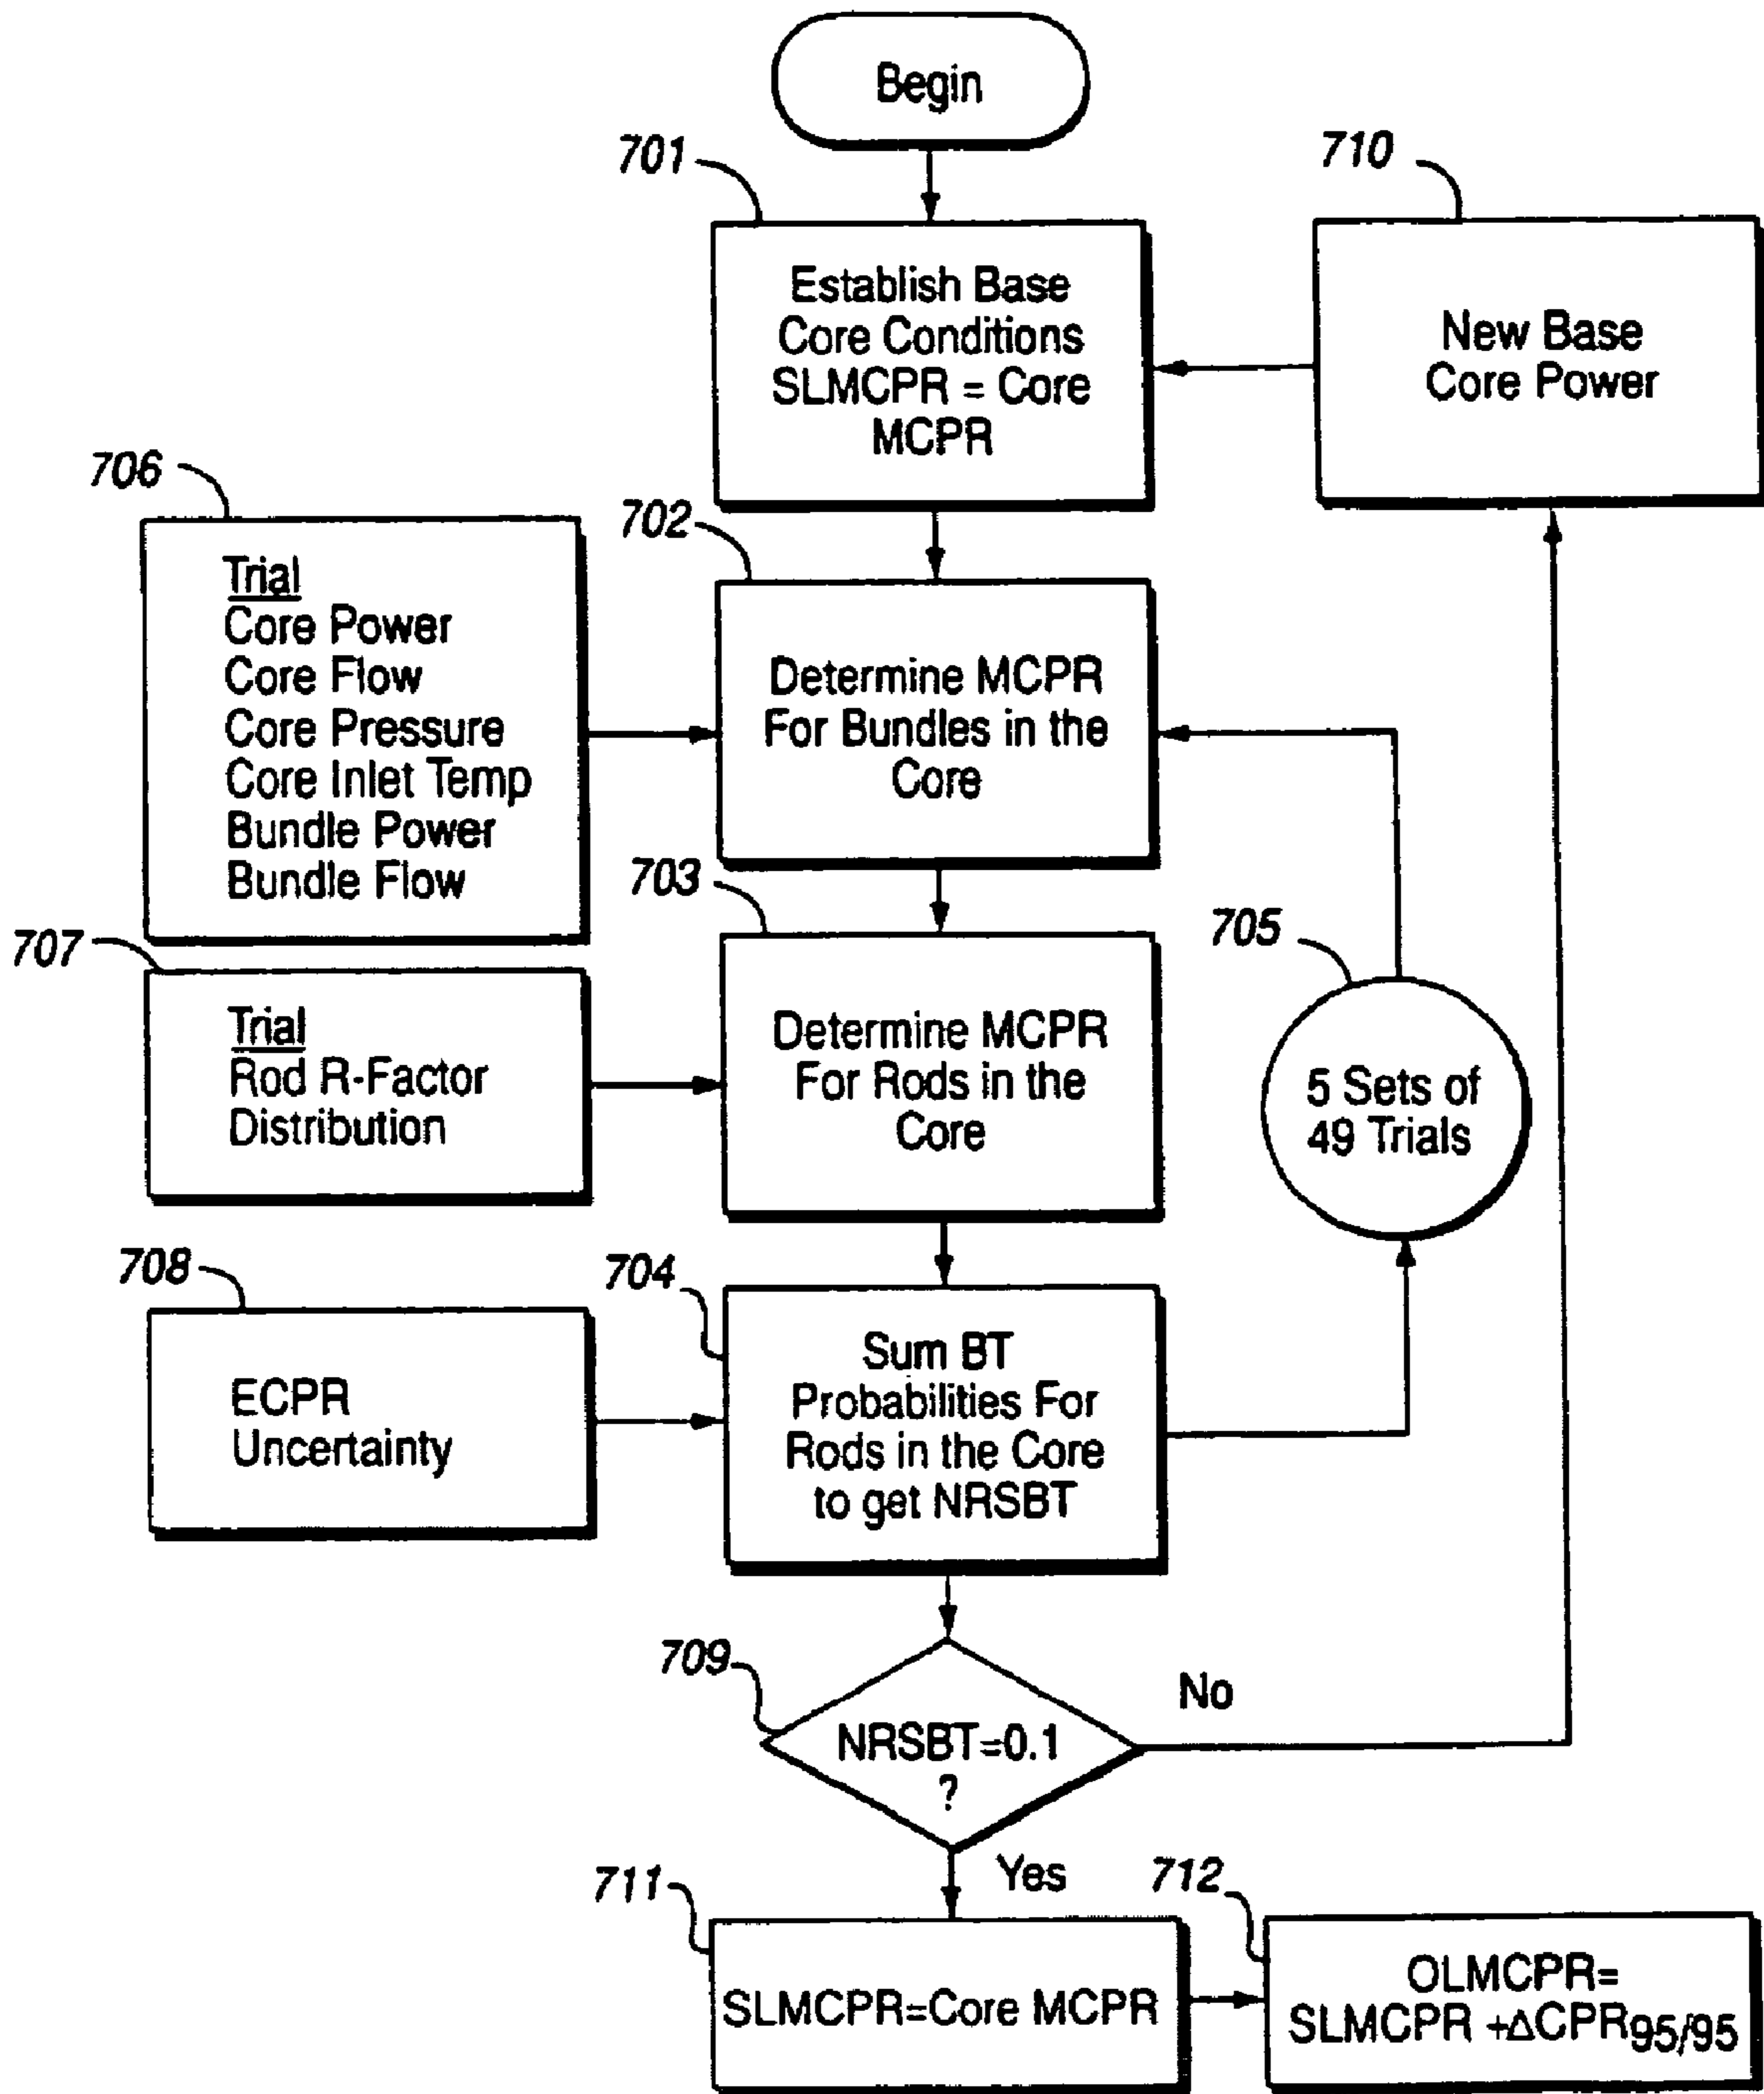 Begin
701
Establish Base
Core Conditions
SLMCPR = Core
MCPR
710
New Base
Core Power
706
Trial
Core Power
Core Flow
Core Pressure
Core Inlet Temp
Bundle Power
Bundle Flow
702
Determine MCPR
For Bundles in the
Core
707
Trial
Rod R-Factor
Distribution
703
Determine MCPR
For Rods in the
Core
705
5 Sets of
49 Trials
708
ECPR
Uncertainty
704
Sum BT
Probabilities For
Rods in the Core
to get NRSBT
709
NRSBT=0.1
?
No
Yes
711
SLMCPR=Core MCPR
712
OLMCPR=
SLMCPR +ΔCPR95/95